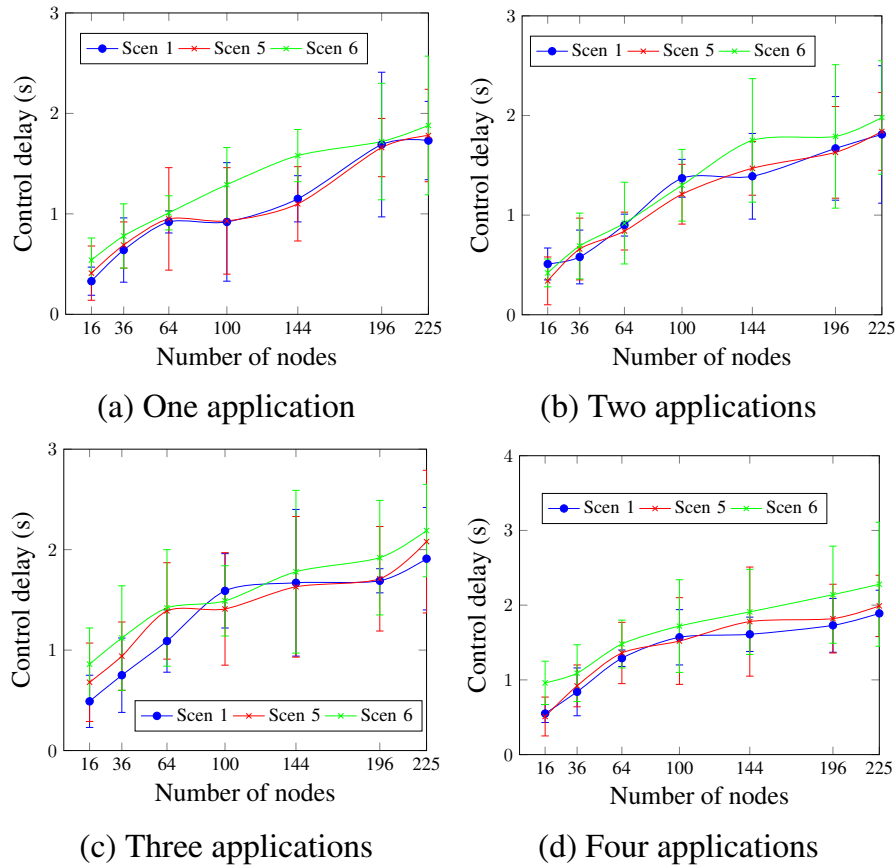 3
2
1
0
Control delay (s)
Scen 1 Scen 5 Scen 6
16 36 64 100 144 196 225
Number of nodes
(a) One application
3
2
1
0
Control delay (s)
Scen 1 Scen 5 Scen 6
16 36 64 100 144 196 225
Number of nodes
(b) Two applications
3
2
1
0
Control delay (s)
Scen 1 Scen 5 Scen 6
16 36 64 100 144 196 225
Number of nodes
(c) Three applications
4
3
2
1
0
Control delay (s)
Scen 1 Scen 5 Scen 6
16 36 64 100 144 196 225
Number of nodes
(d) Four applications